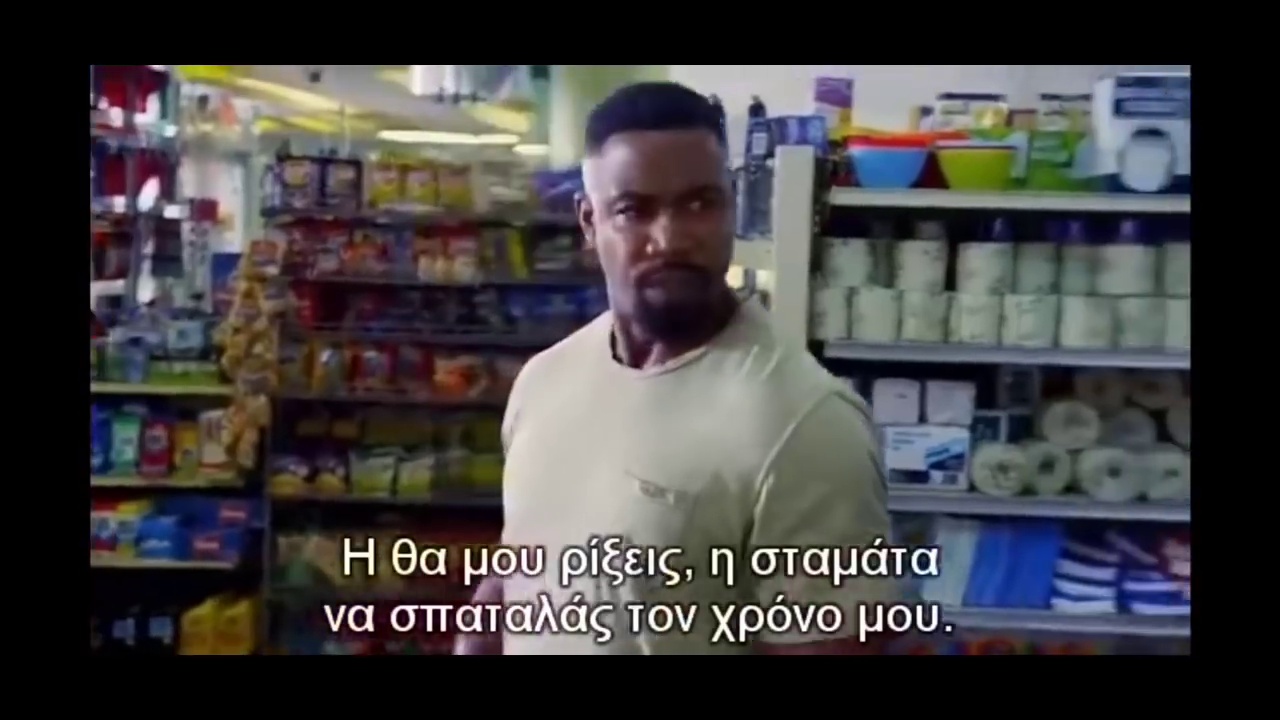 Η θα μου ρίξεις, η σταμάτα
να σπαταλάς τον χρόνο μου.